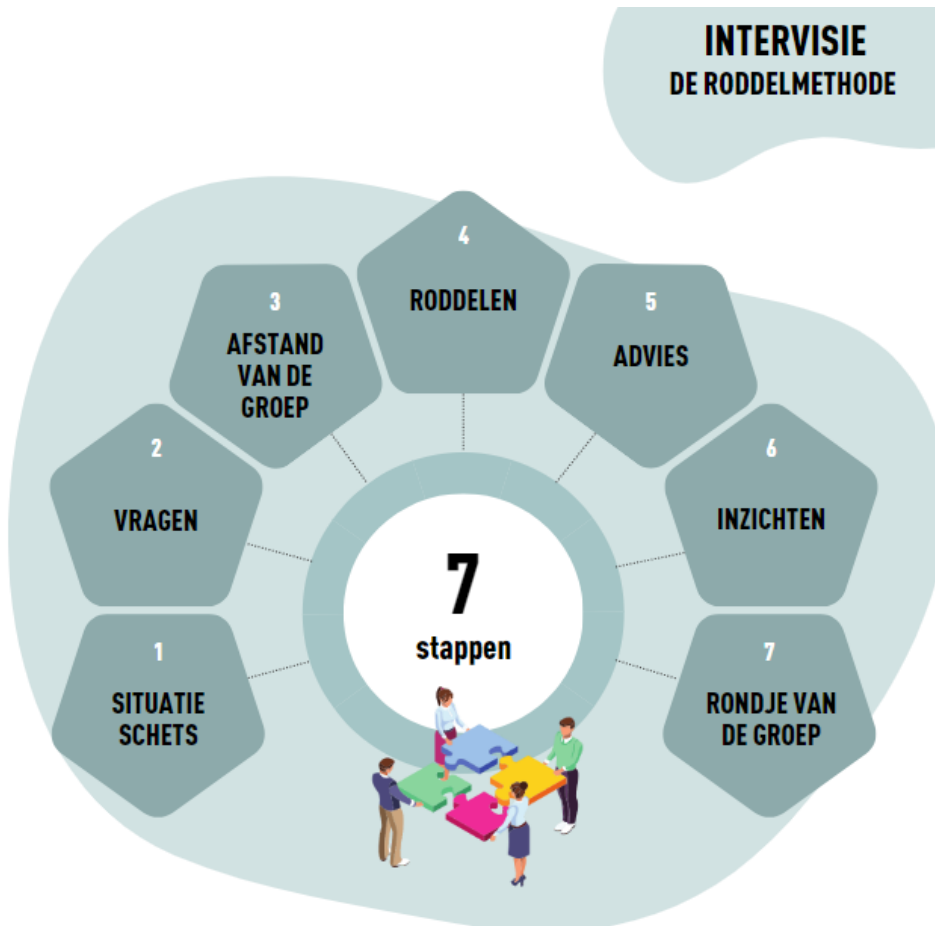 INTERVISIE
DE RODDELMETHODE
1
SITUATIE
SCHETS
2
VRAGEN
3
AFSTAND
VAN DE
GROEP
4
RODDELEN
5
ADVIES
6
INZICHTEN
7
RONDJE VAN
DE GROEP
7
stappen